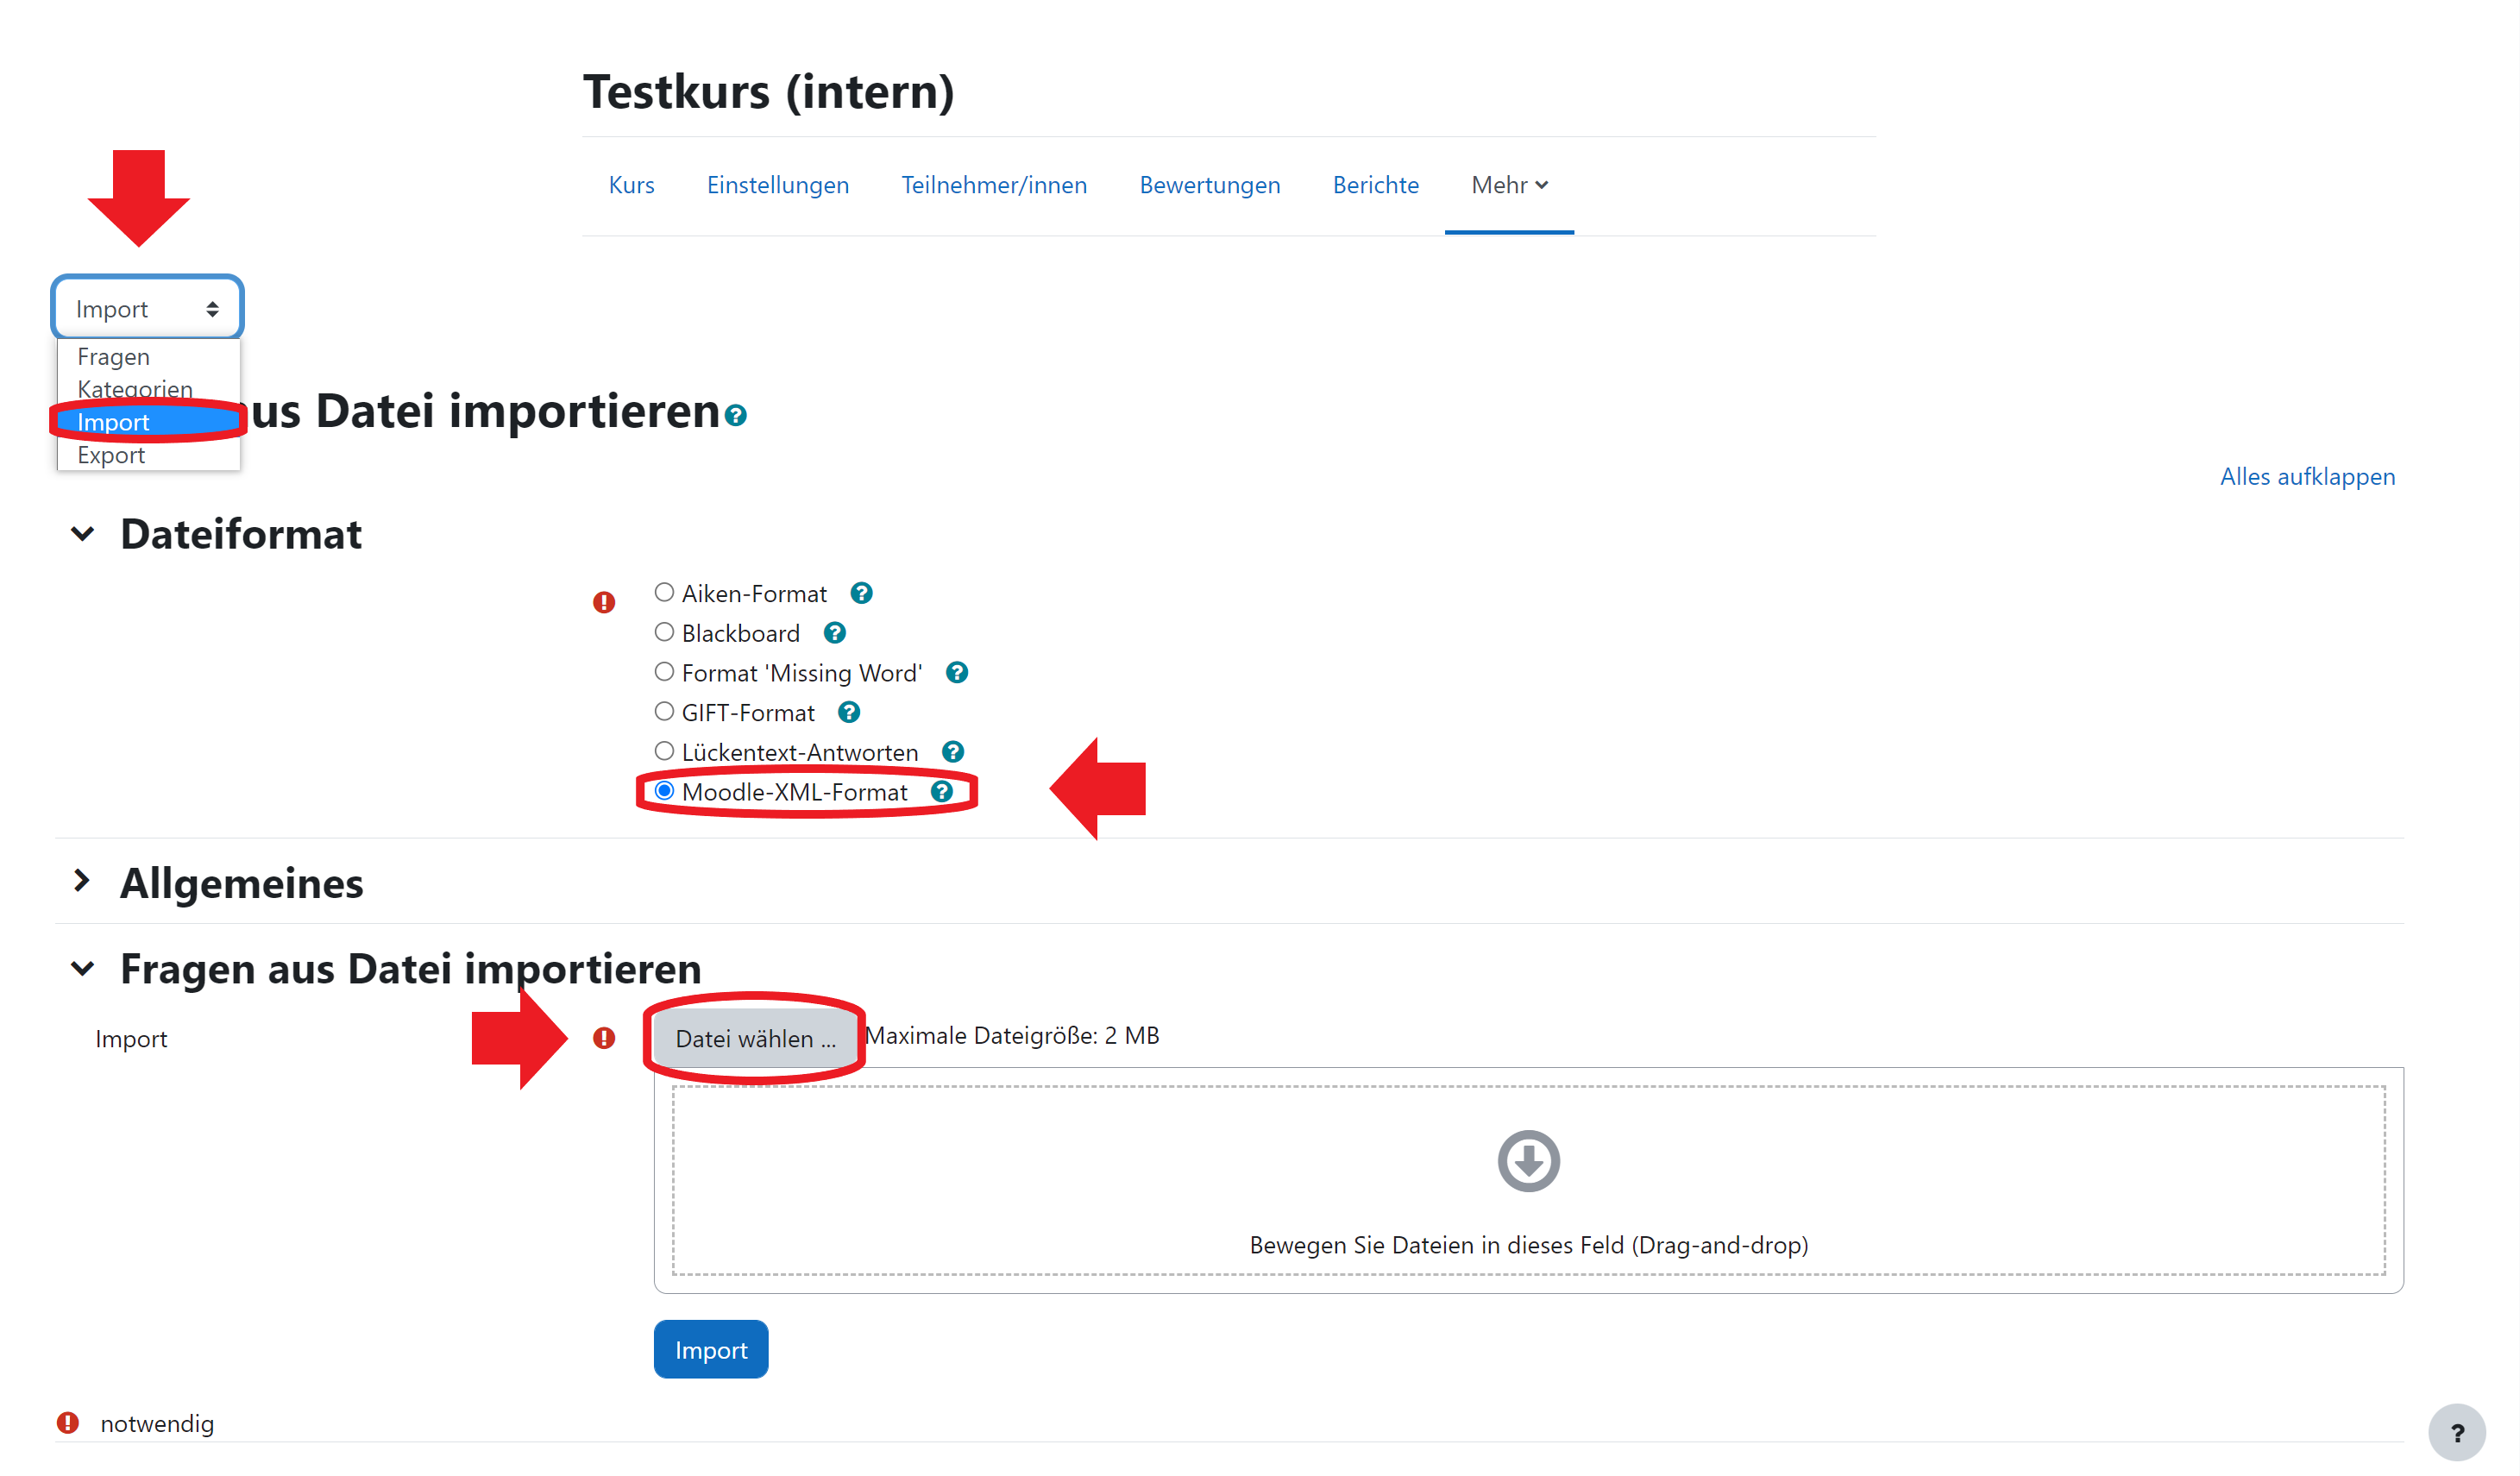 Testkurs (intern)
Kurs Einstellungen Teilnehmer/innen Bewertungen Berichte Mehr
Import
Fragen
Kategorien
Import
Export
us Datei importieren
Alles aufklappen
Dateiformat
Aiken-Format
Blackboard
Format 'Missing Word'
GIFT-Format
Lückentext-Antworten
Moodle-XML-Format
Allgemeines
Fragen aus Datei importieren
Import
Datei wählen ... Maximale Dateigröße: 2 MB
Bewegen Sie Dateien in dieses Feld (Drag-and-drop)
Import
notwendig
?